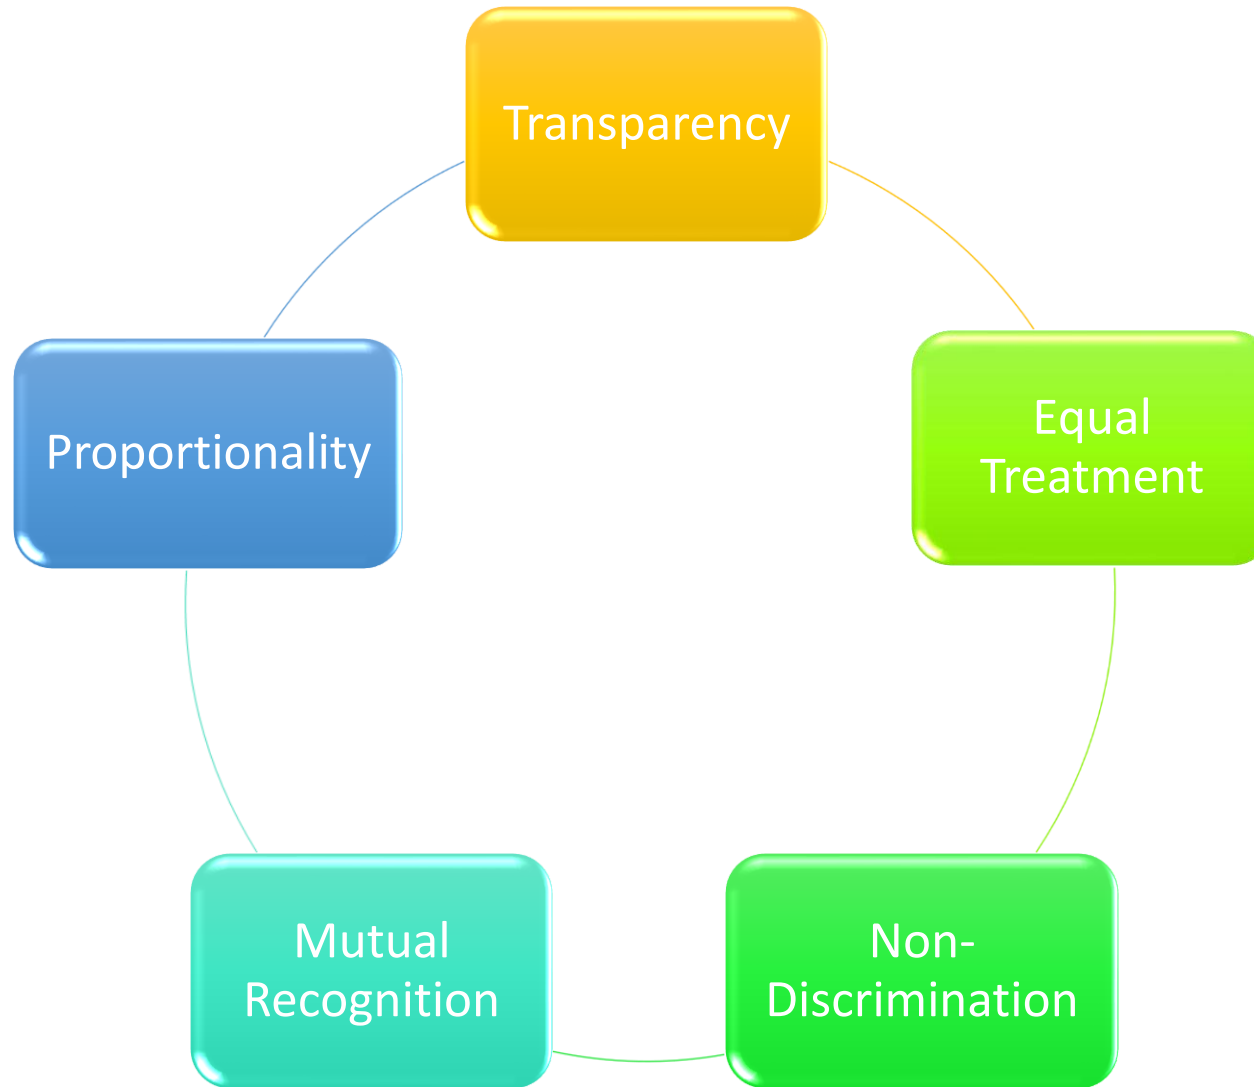 Transparency
Equal
Treatment
Non-
Discrimination
Mutual
Recognition
Proportionality